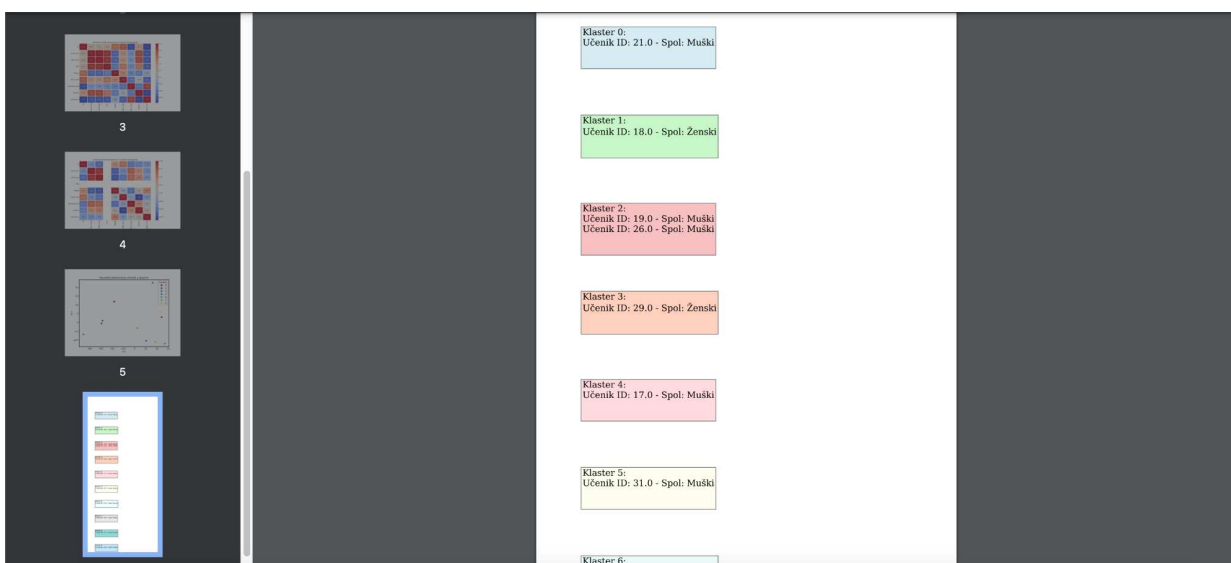 3
4
5
Klaster 0:
Učenik ID: 21.0 - Spol: Muški
Klaster 1:
Učenik ID: 18.0 - Spol: Ženski
Klaster 2:
Učenik ID: 19.0 - Spol: Muški
Učenik ID: 26.0 - Spol: Muški
Klaster 3:
Učenik ID: 29.0 - Spol: Ženski
Klaster 4:
Učenik ID: 17.0 - Spol: Muški
Klaster 5:
Učenik ID: 31.0 - Spol: Muški
Klaster 6: